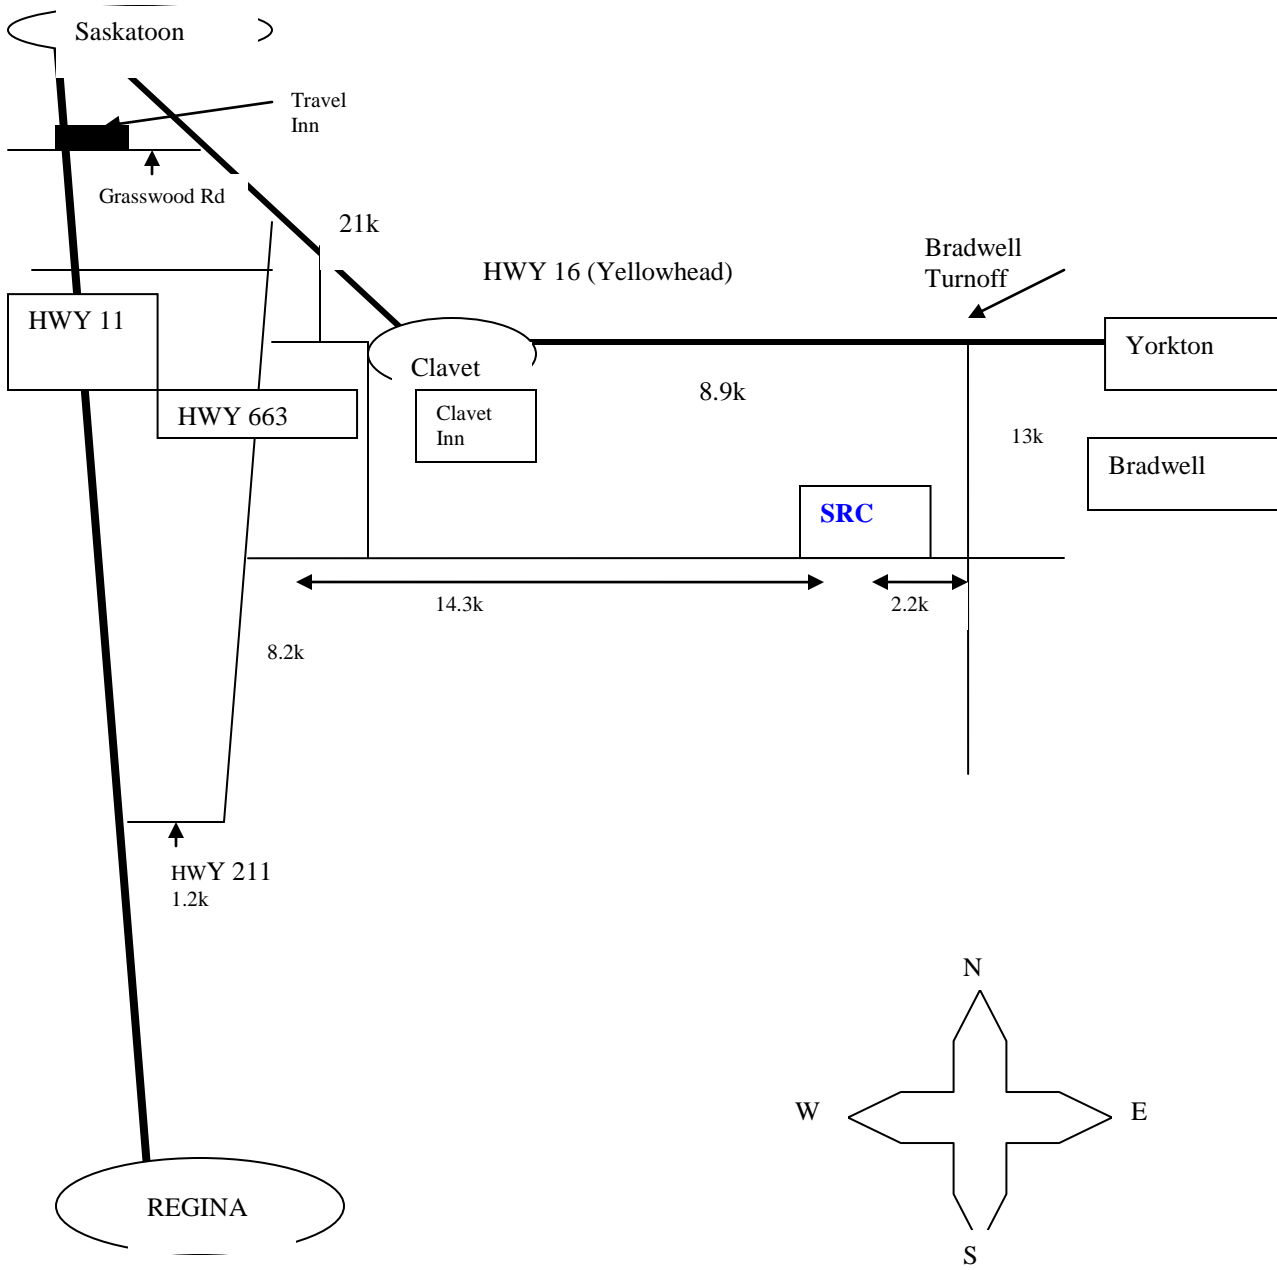 Saskatoon
Travel
Inn
Grasswood Rd
21k
Bradwell
Turnoff
HWY 16 (Yellowhead)
HWY 11
Yorkton
Clavet
8.9k
HWY 663
Clavet
Inn
13k
Bradwell
SRC
14.3k
2.2k
8.2k
HWY 211
1.2k
N
W
E
REGINA
S